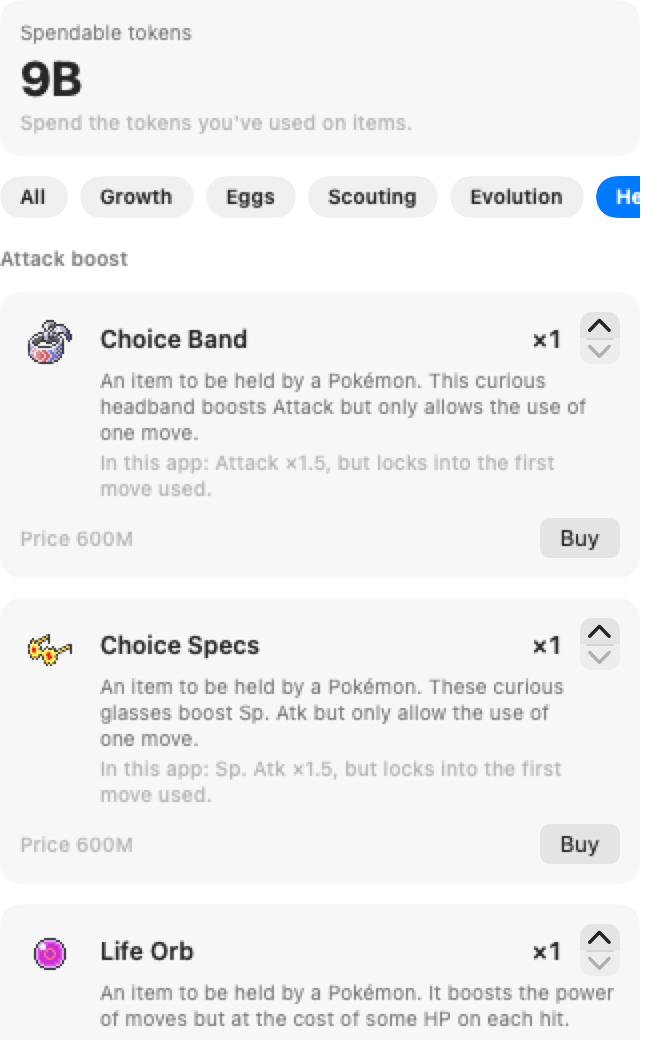 Spendable tokens
9B
Spend the tokens you've used on items.
All Growth Eggs Scouting Evolution He
Attack boost
Choice Band ×1
An item to be held by a Pokémon. This curious
headband boosts Attack but only allows the use of
one move.
In this app: Attack ×1.5, but locks into the first
move used.
Price 600M Buy
Choice Specs ×1
An item to be held by a Pokémon. These curious
glasses boost Sp. Atk but only allow the use of
one move.
In this app: Sp. Atk ×1.5, but locks into the first
move used.
Price 600M Buy
Life Orb ×1
An item to be held by a Pokémon. It boosts the power
of moves but at the cost of some HP on each hit.